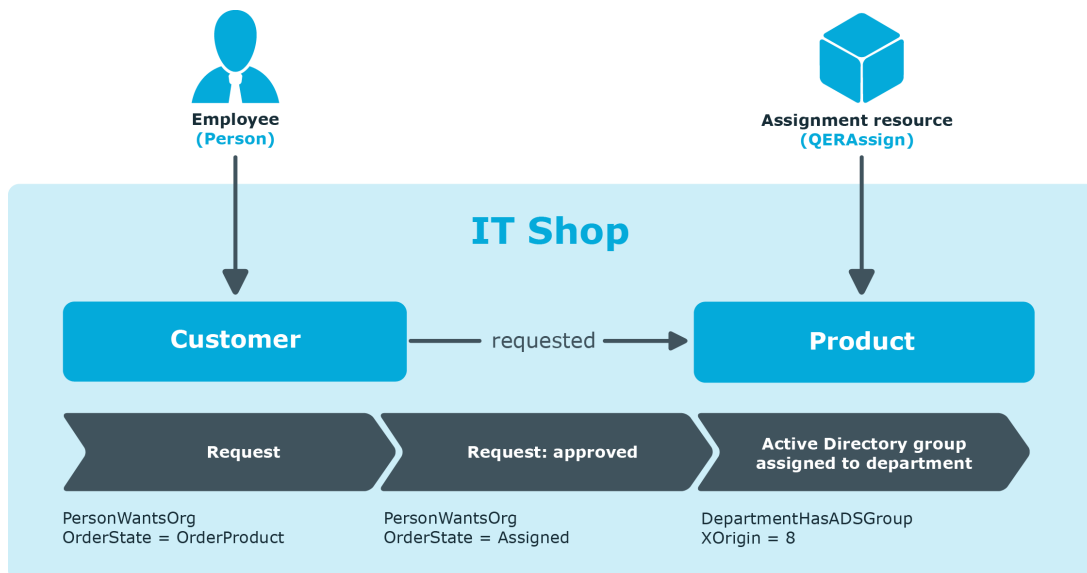 Employee
(Person)
Assignment resource
(QERAssign)
IT Shop
Customer
requested
Product
Request
Request: approved
Active Directory group
assigned to department
PersonWantsOrg
OrderState = OrderProduct
PersonWantsOrg
OrderState = Assigned
DepartmentHasADSGroup
XOrigin = 8